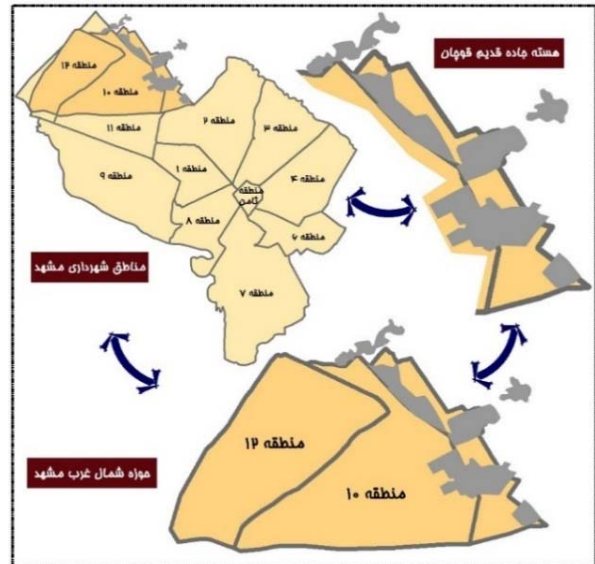 هسته جاده قدیم قوچان
منطقه ۱۲
منطقه ۱۰
منطقه ۲
منطقه ۳
منطقه ۱۱
منطقه ۱
منطقه ۴
منطقه ۹
منطقه
ثامن
منطقه ۸
منطقه ۶
مناطق شهرداری مشهد
منطقه ۷
منطقه ۱۲
حوزه شمال غرب مشهد
منطقه ۱۰